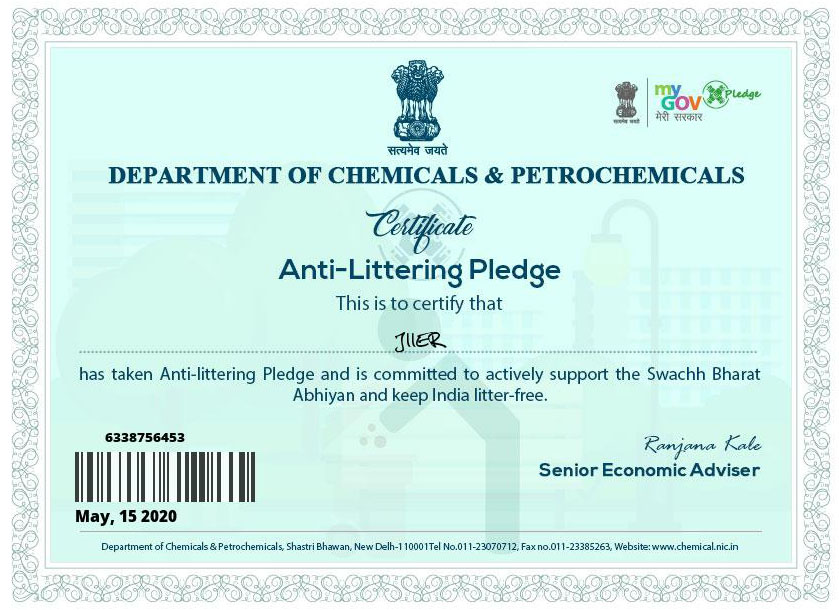 सत्यमेव जयते
सत्यमेव जयते
my
GOV
मेरी सरकार
Pledge
DEPARTMENT OF CHEMICALS & PETROCHEMICALS
Certificate
Anti-Littering Pledge
This is to certify that
JIIER
has taken Anti-littering Pledge and is committed to actively support the Swachh Bharat
Abhiyan and keep India litter-free.
6338756453
May, 15 2020
Ranjana Kale
Senior Economic Adviser
Department of Chemicals & Petrochemicals, Shastri Bhawan, New Delh-110001Tel No.011-23070712, Fax no.011-23385263, Website: www.chemical.nic.in